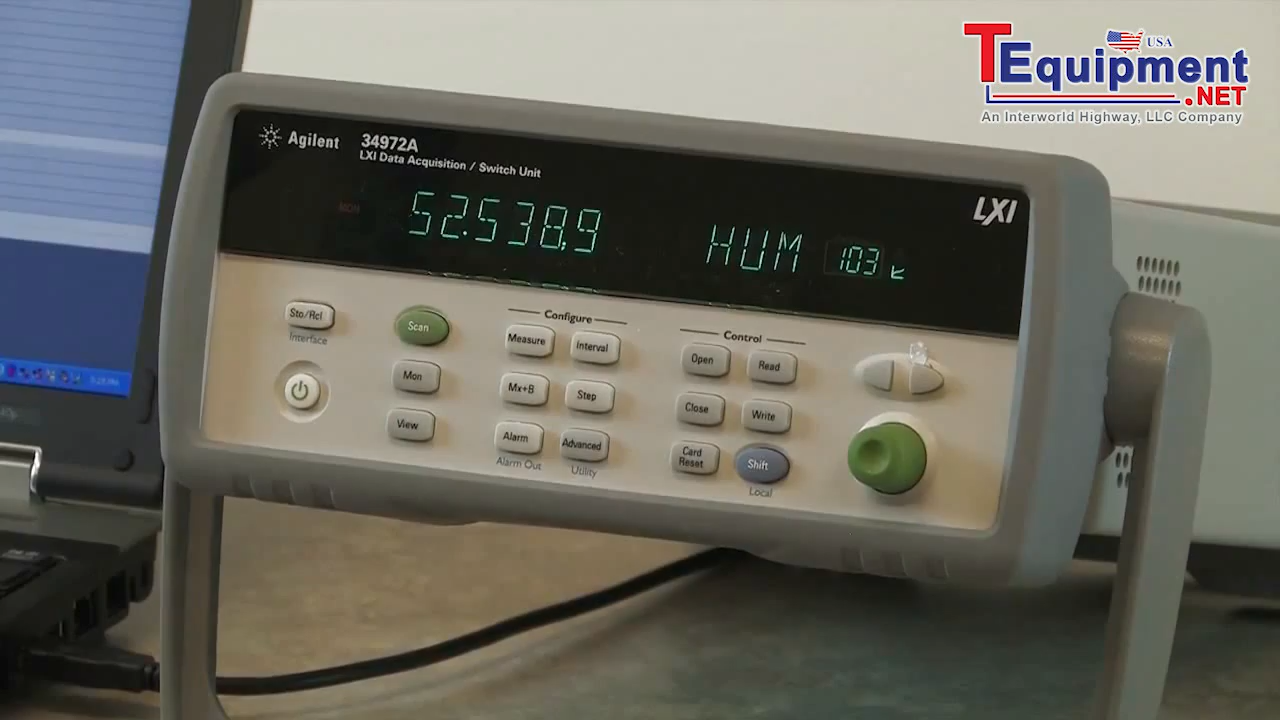 TEquipment
USA
.NET
An Interworld Highway, LLC Company
Agilent
34972A
LXI Data Acquisition / Switch Unit
LXI
MON
52.538,9
HUM
103
Sto/Rcl
Interface
Scan
Mon
View
Configure
Measure
Interval
Mx+B
Step
Alarm
Advanced
Alarm Out
Utility
Control
Open
Read
Close
Write
Card
Reset
Shift
Local